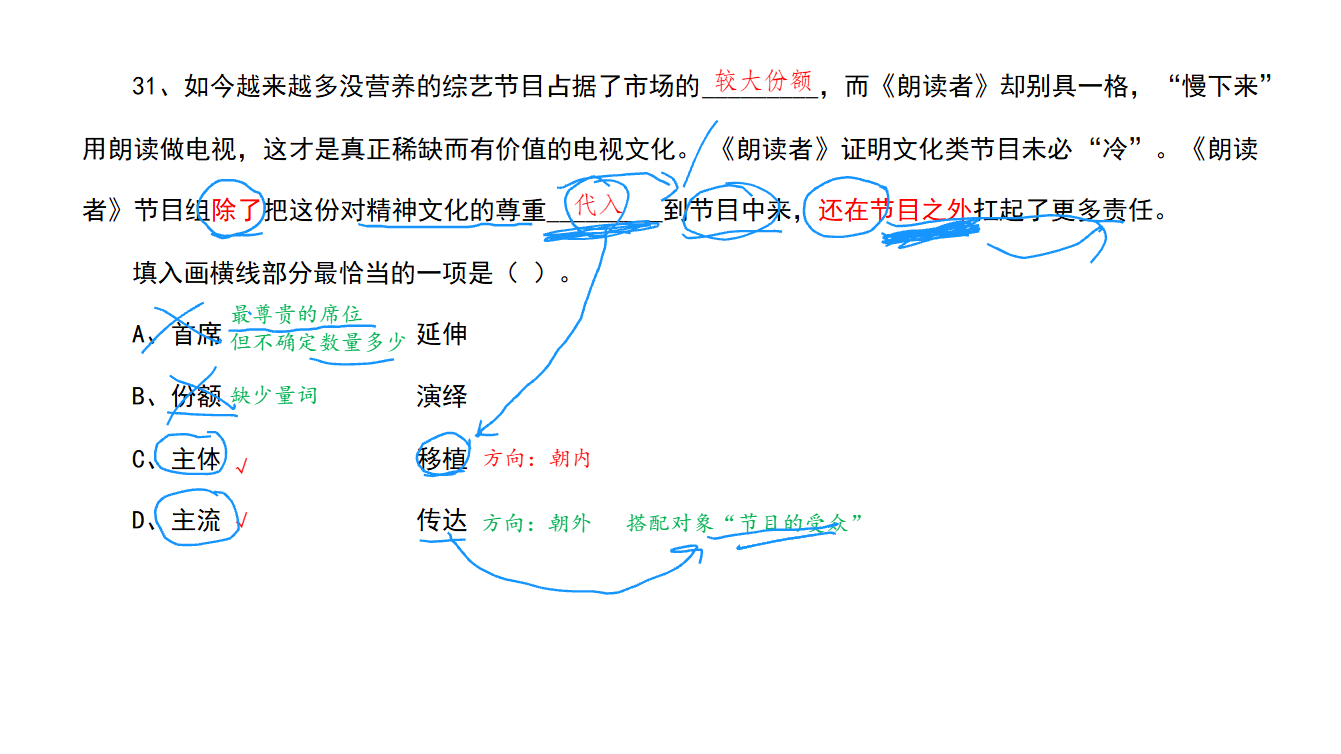 31、如今越来越多没营养的综艺节目占据了市场的_较大份额_，而《朗读者》却别具一格，“慢下来”
用朗读做电视，这才是真正稀缺而有价值的电视文化。《朗读者》证明文化类节目未必“冷”。《朗读
者》节目组除了把这份对精神文化的尊重__代入__到节目中来，还在节目之外扛起了更多责任。
填入画横线部分最恰当的一项是（ ）。
最尊贵的席位
A、首席 但不确定数量多少 延伸
B、份额 缺少量词 演绎
C、主体 √ 移植 方向：朝内
D、主流 √ 传达 方向：朝外 搭配对象“节目的受众”